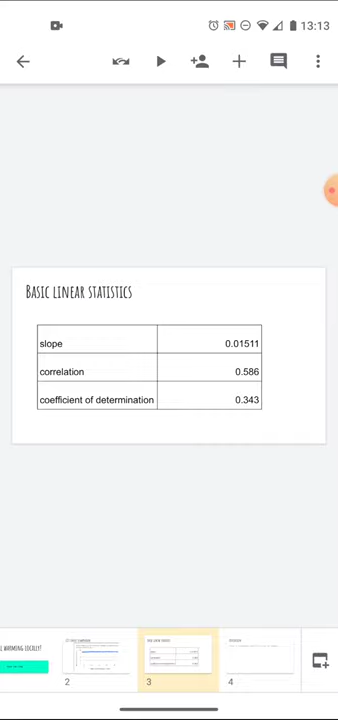 13:13
Basic linear statistics
slope 0.01511
correlation 0.586
coefficient of determination 0.343
2
3
4